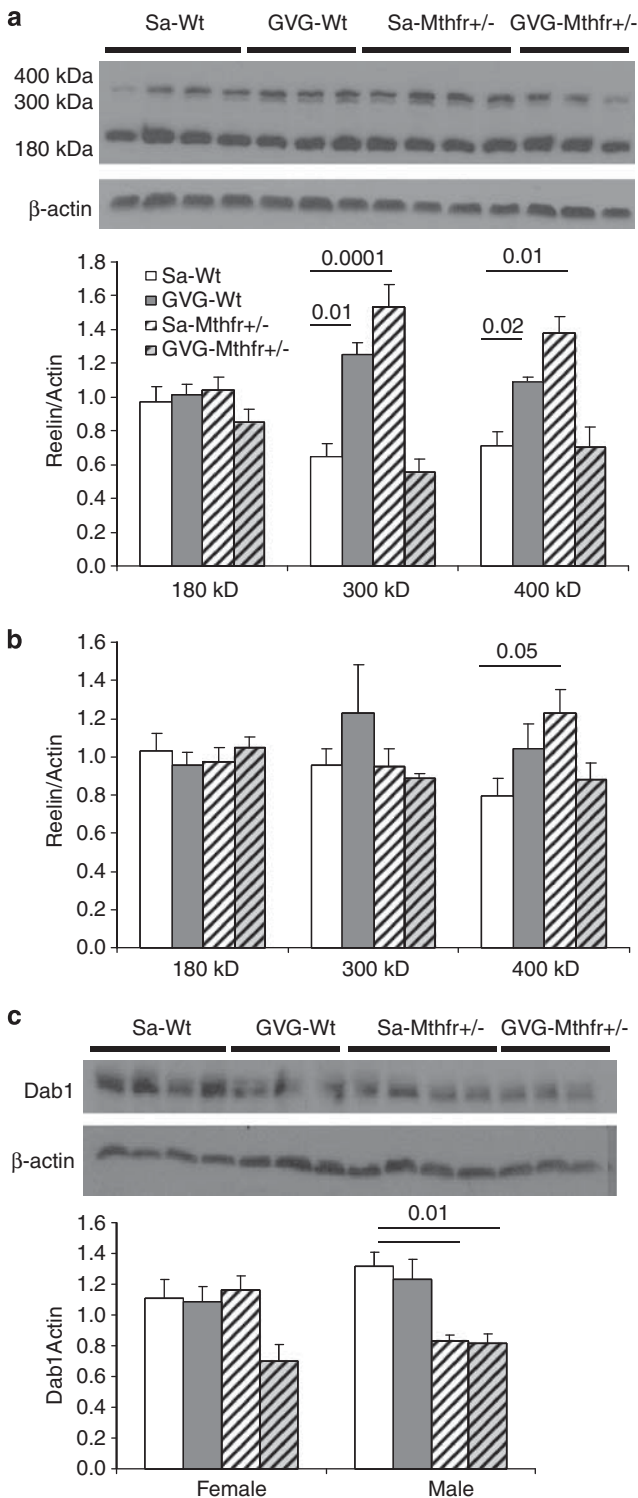 a
Sa-Wt GVG-Wt Sa-Mthfr+/- GVG-Mthfr+/-
400 kDa
300 kDa
180 kDa
β-actin
Reelin/Actin
1.8
1.6
1.4
1.2
1.0
0.8
0.6
0.4
0.2
0.0
Sa-Wt
GVG-Wt
Sa-Mthfr+/-
GVG-Mthfr+/-
0.0001
0.01
0.01
0.02
180 kD 300 kD 400 kD
b
Reelin/Actin
1.6
1.4
1.2
1.0
0.8
0.6
0.4
0.2
0.0
0.05
180 kD 300 kD 400 kD
c
Sa-Wt GVG-Wt Sa-Mthfr+/- GVG-Mthfr+/-
Dab1
β-actin
Dab1Actin
1.6
1.4
1.2
1.0
0.8
0.6
0.4
0.2
0.0
0.01
Female Male